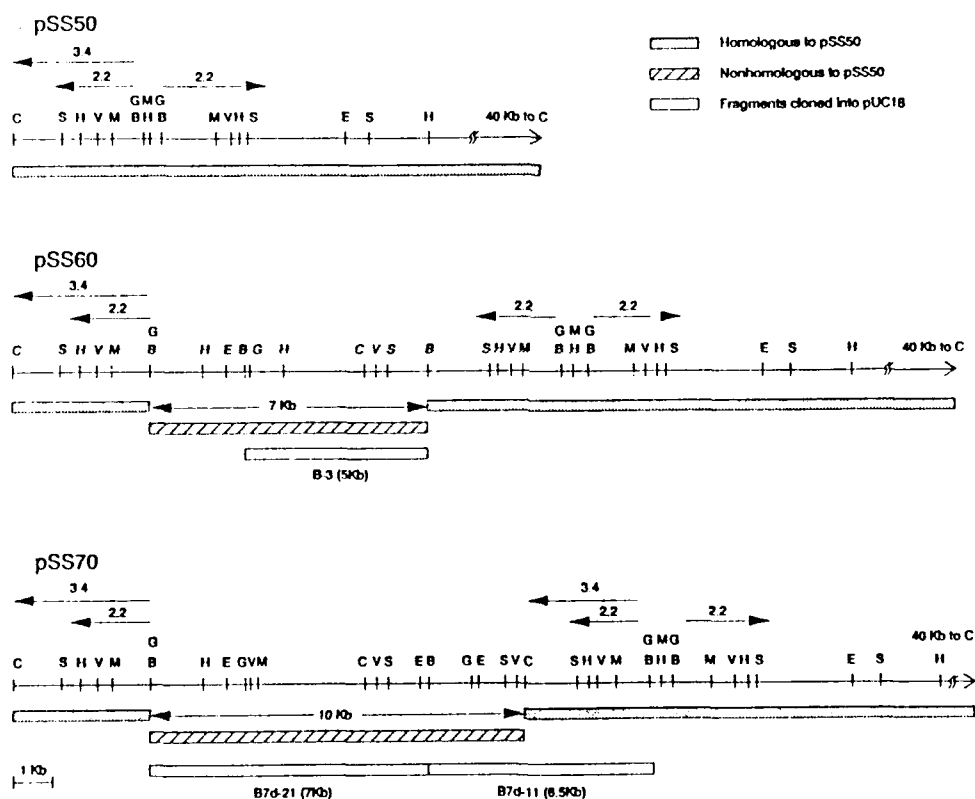 pSS50
3.4
2.2 2.2
G M G
C S H V M B H B M V H S E S H 40 Kb to C
Homologous to pSS50
Nonhomologous to pSS50
Fragments cloned into pUC18
pSS60
3.4
2.2 2.2 2.2
G G M G
C S H V M B H E B G H C V S B S H V M B H B M V H S E S H 40 Kb to C
7 Kb
B-3 (5Kb)
pSS70
3.4 3.4
2.2 2.2 2.2
G G M G 40 Kb to C
C S H V M B H E G V M C V S E B G E S V C S H V M B H B M V H S E S H
10 Kb
1 Kb
B7d-21 (7Kb) B7d-11 (6.5Kb)